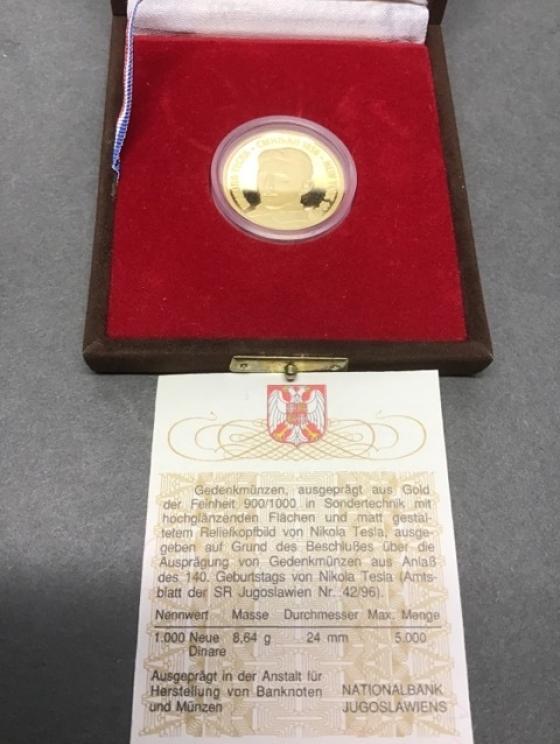 СМИЉАН 1856
Gedenkmünzen, ausgeprägt aus Gold
der Feinheit 900/1000 in Sondertechnik mit
hochglänzenden Flächen und matt gestal-
tetem Reliefkopfbild von Nikola Tesla, ausge-
geben auf Grund des Beschlußes über die
Ausprägung von Gedenkmünzen aus Anlaß
des 140. Geburtstags von Nikola Tesla (Amts-
blatt der SR Jugoslawien Nr. 42/96).
Nennwert Masse Durchmesser Max. Menge
1.000 Neue 8,64 g 24 mm 5.000
Dinare
Ausgeprägt in der Anstalt für
Herstellung von Banknoten
und Münzen
NATIONALBANK
JUGOSLAWIENS